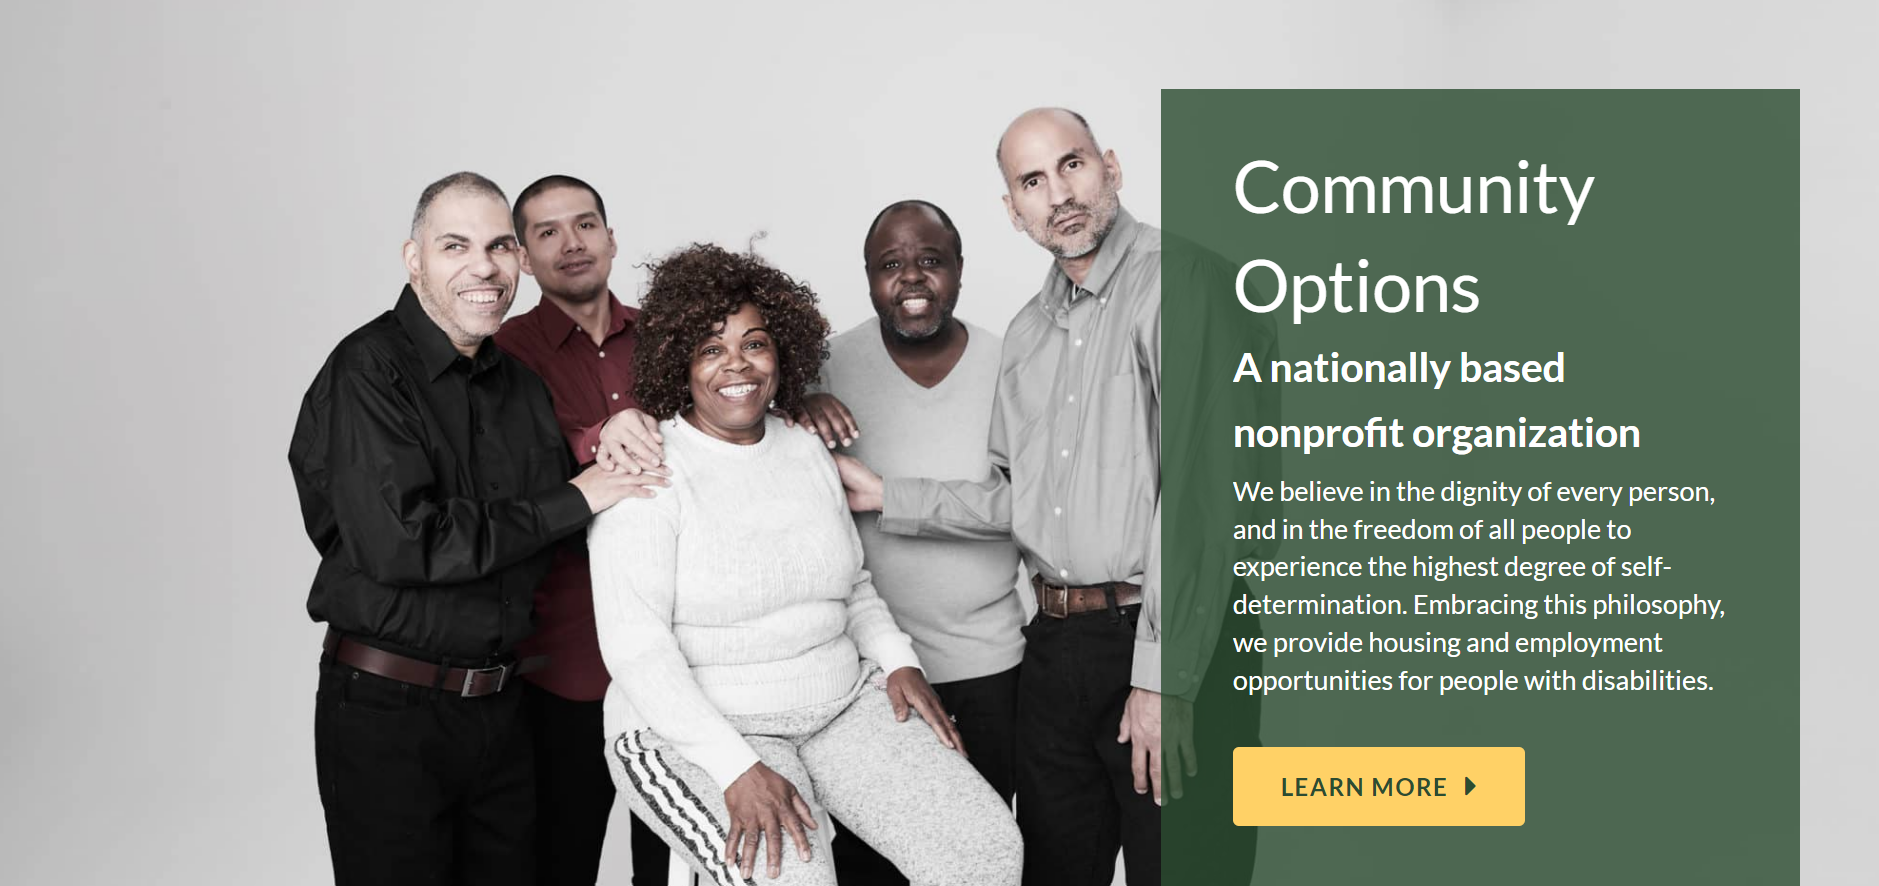 Community
Options
A nationally based
nonprofit organization
We believe in the dignity of every person,
and in the freedom of all people to
experience the highest degree of self-
determination. Embracing this philosophy,
we provide housing and employment
opportunities for people with disabilities.
LEARN MORE